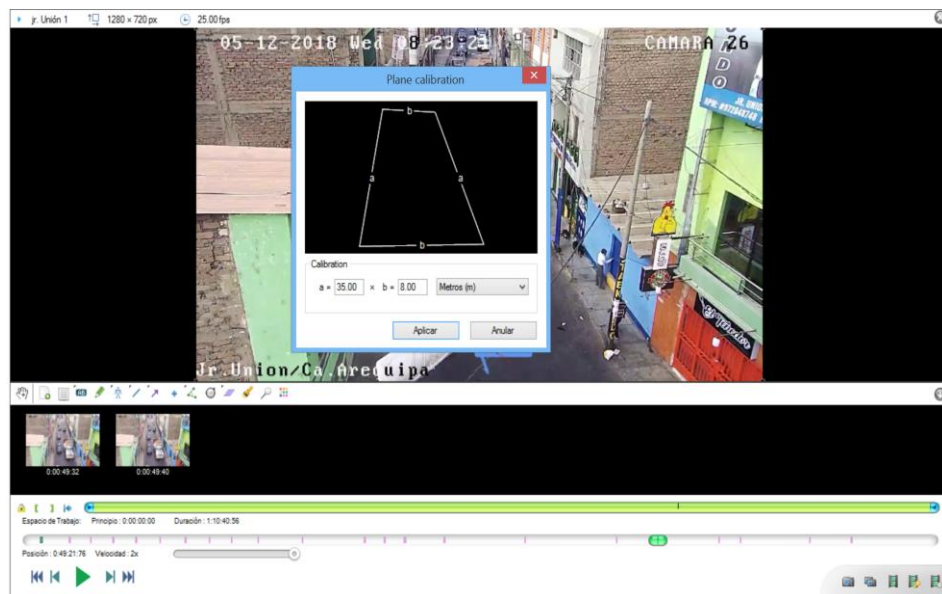 jr. Unión 1 1280 × 720 px 25.00 fps
05-12-2018 Wed 08:23:21 CAMARA 26
Plane calibration
JR. UNION
b
a a
b
Calibration
a = 35.00 × b = 8.00 Metros (m)
Aplicar Anular
Jr.Union/Ca.Arequipa
0:00:49:32 0:00:49:40
Espacio de Trabajo: Principio : 0:00:00:00 Duración : 1:10:40:56
Posición : 0:49:21:76 Velocidad : 2x